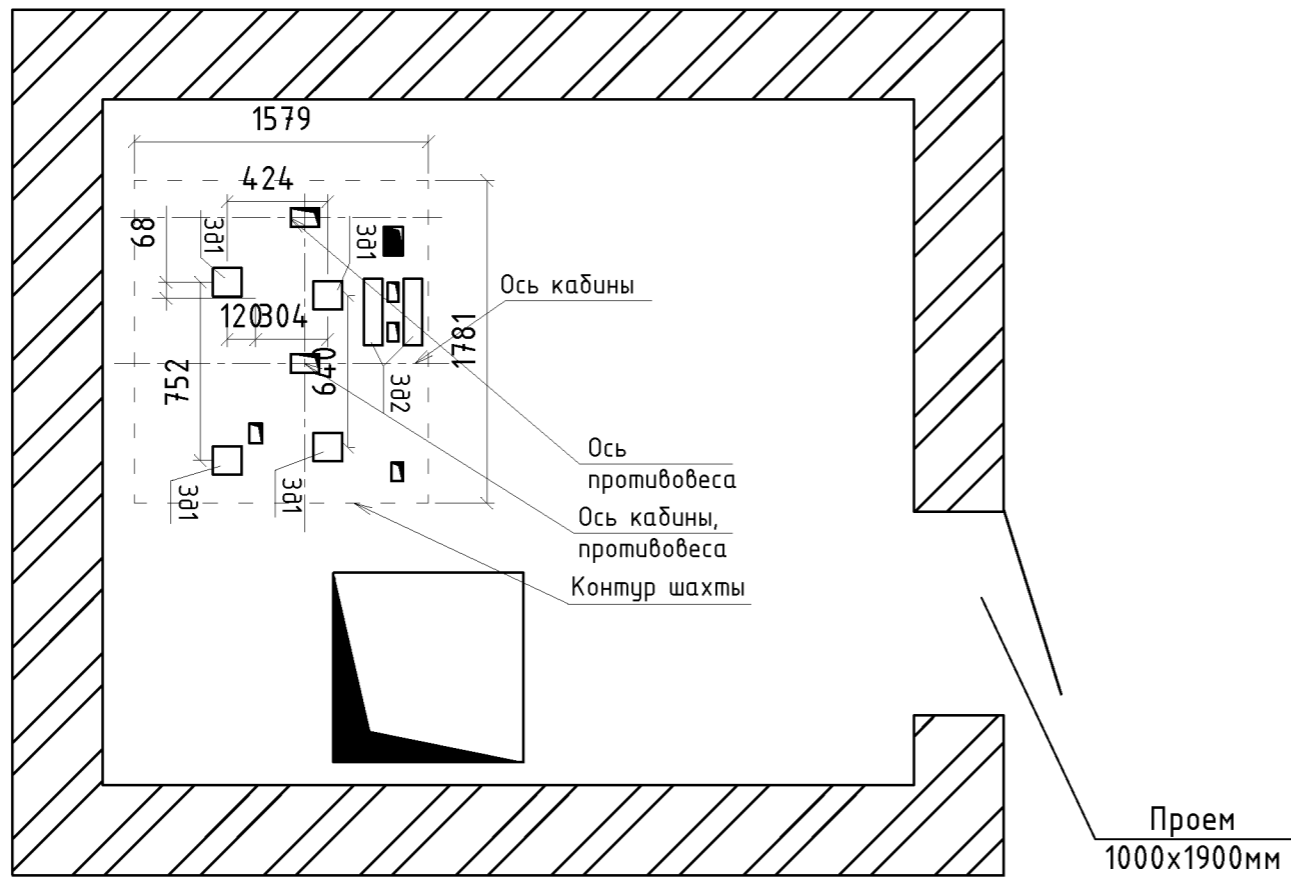 1579
424
68
Зд1
Зд1
Ось кабины
120
304
1781
752
640
Зд2
Ось
противовеса
Зд1
Зд1
Ось кабины,
противовеса
Контур шахты
Проем
1000х1900мм